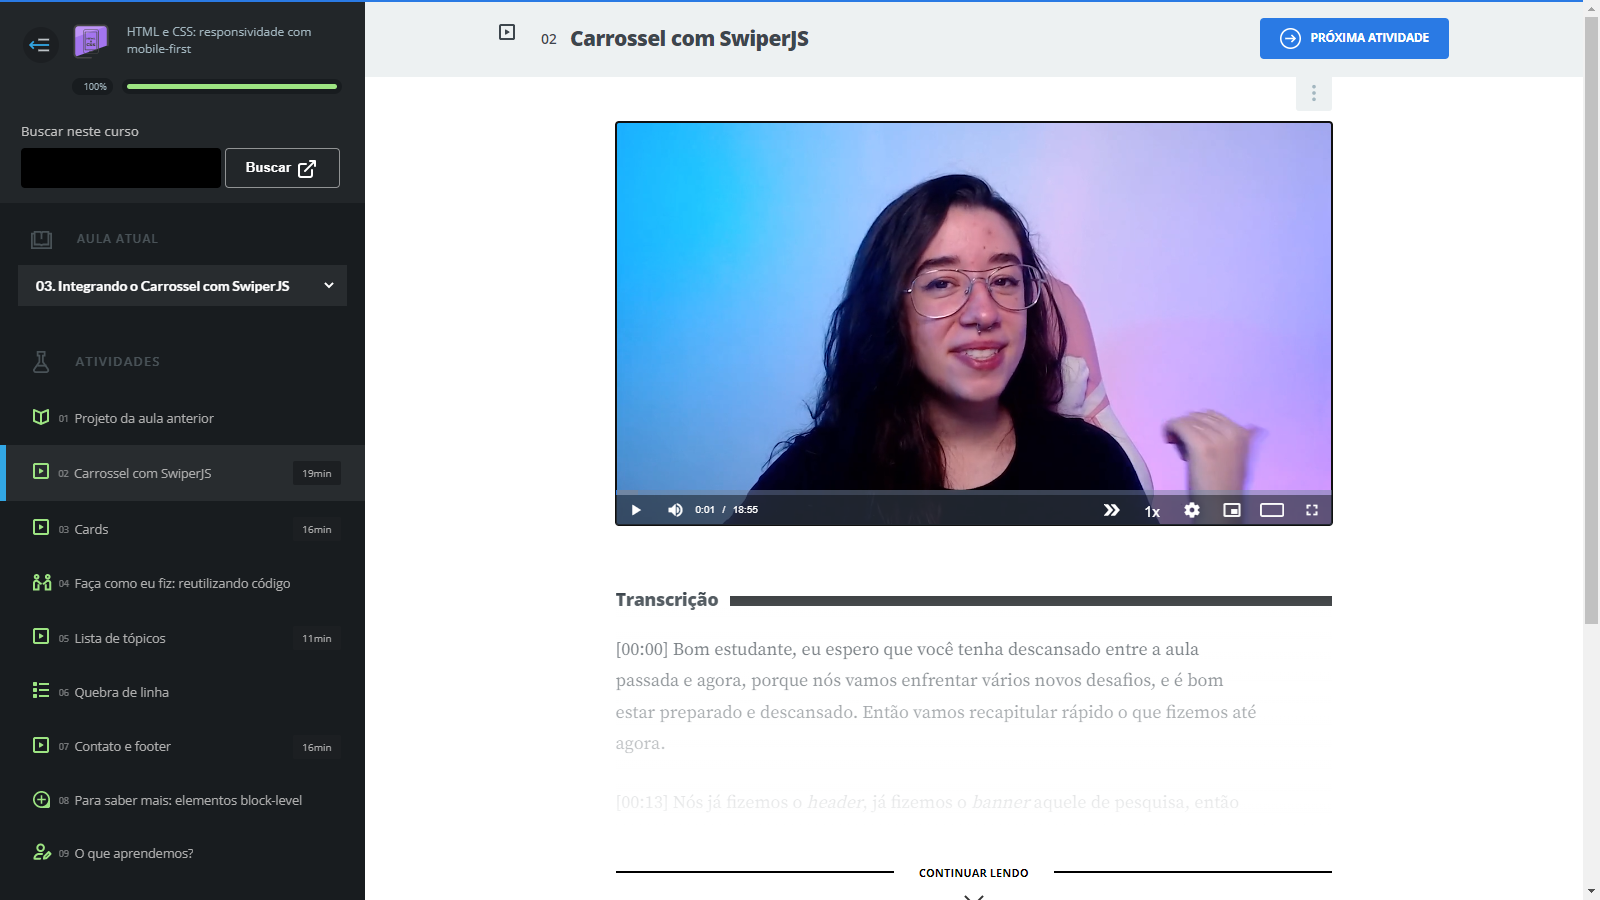 HTML e CSS: responsividade com
mobile-first
100%
Buscar neste curso
Buscar
AULA ATUAL
03. Integrando o Carrossel com SwiperJS
ATIVIDADES
01 Projeto da aula anterior
02 Carrossel com SwiperJS 19min
03 Cards 16min
04 Faça como eu fiz: reutilizando código
05 Lista de tópicos 11min
06 Quebra de linha
07 Contato e footer 16min
08 Para saber mais: elementos block-level
09 O que aprendemos?
02 Carrossel com SwiperJS
PRÓXIMA ATIVIDADE
0:01 / 18:55
1x
Transcrição
[00:00] Bom estudante, eu espero que você tenha descansado entre a aula
passada e agora, porque nós vamos enfrentar vários novos desafios, e é bom
estar preparado e descansado. Então vamos recapitular rápido o que fizemos até
agora.
[00:13] Nós já fizemos o header, já fizemos o banner aquele de pesquisa, então
CONTINUAR LENDO